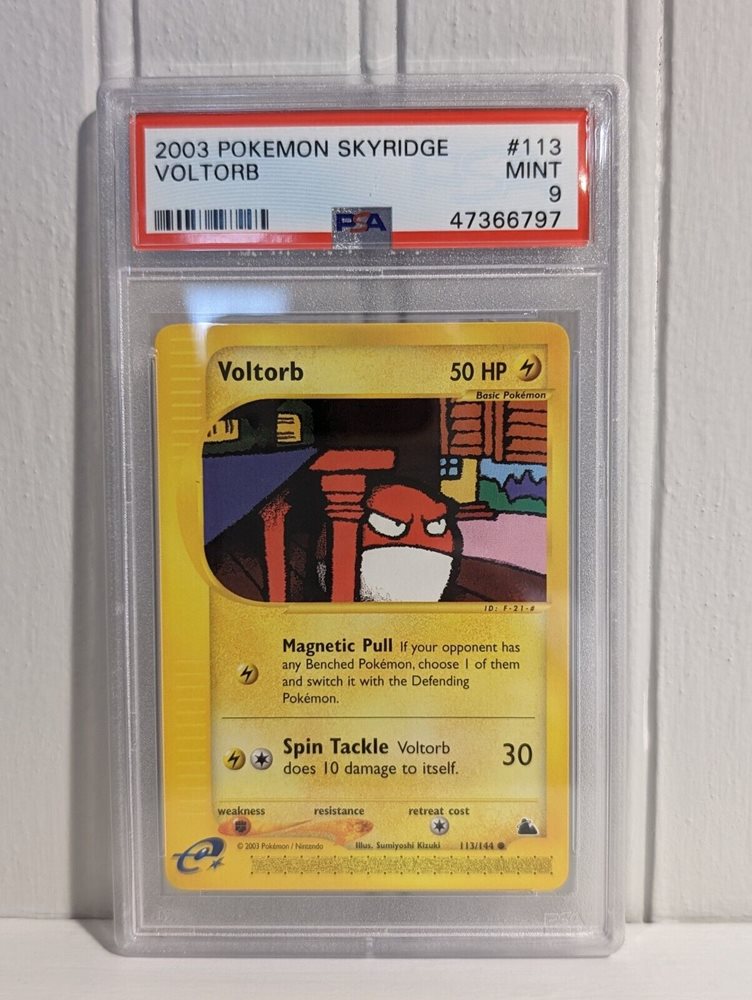 2003 POKEMON SKYRIDGE #113
VOLTORB MINT
9
PSA 47366797
Voltorb 50 HP
Basic Pokémon
ID: F-21-#
Magnetic Pull If your opponent has
any Benched Pokémon, choose 1 of them
and switch it with the Defending
Pokémon.
Spin Tackle Voltorb 30
does 10 damage to itself.
weakness resistance retreat cost
© 2003 Pokémon / Nintendo Illus. Sumiyoshi Kizuki 113/144
e
PSA